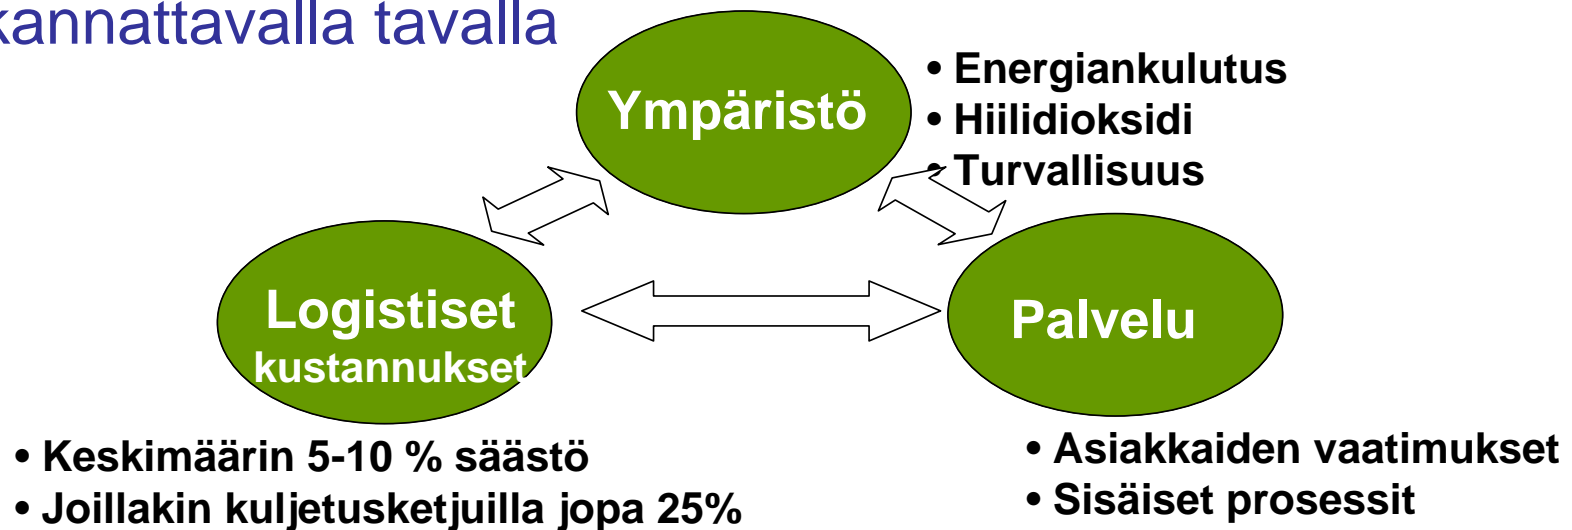 kannattavalla tavalla
Ympäristö
• Energiankulutus
• Hiilidioksidi
• Turvallisuus
Logistiset
kustannukset
Palvelu
• Keskimäärin 5-10 % säästö
• Joillakin kuljetusketjuilla jopa 25%
• Asiakkaiden vaatimukset
• Sisäiset prosessit